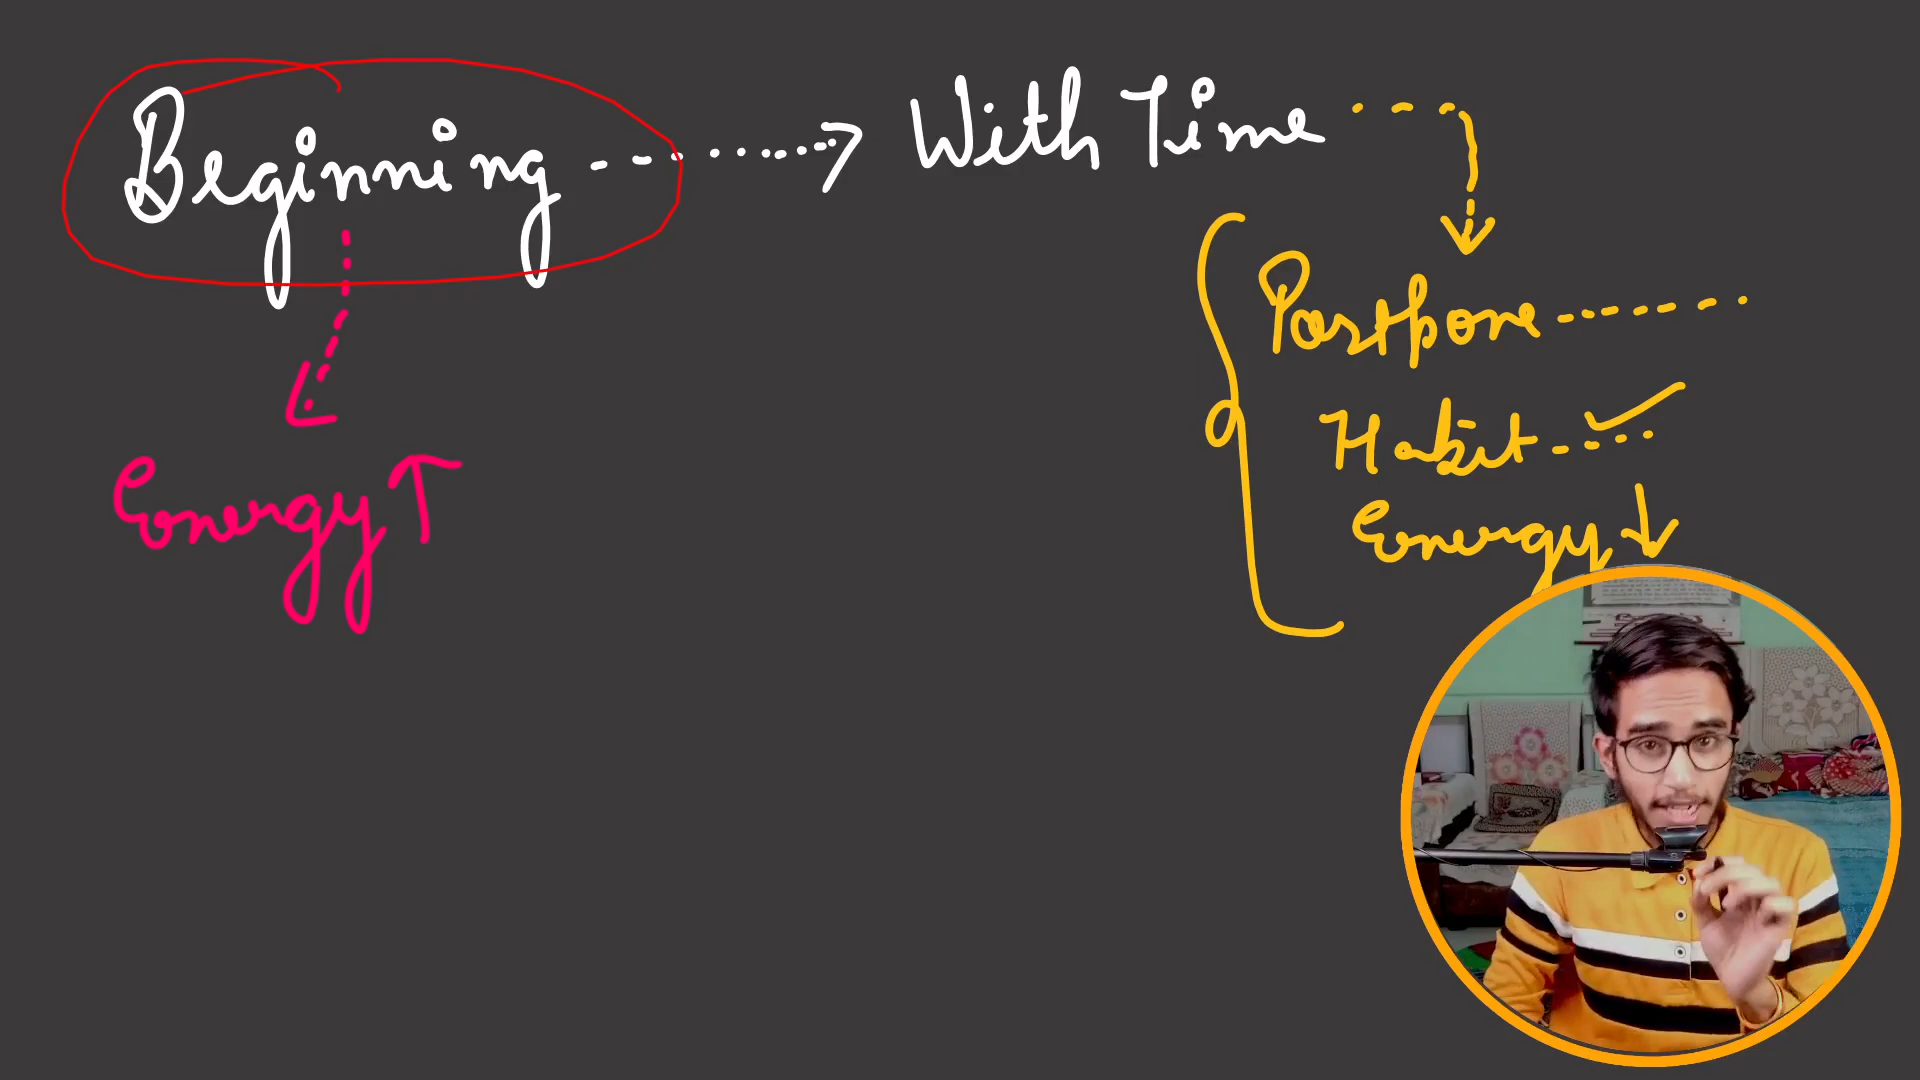 Beginning -----> With Time
Postpone
Habit
Energy ↓
Energy ↑